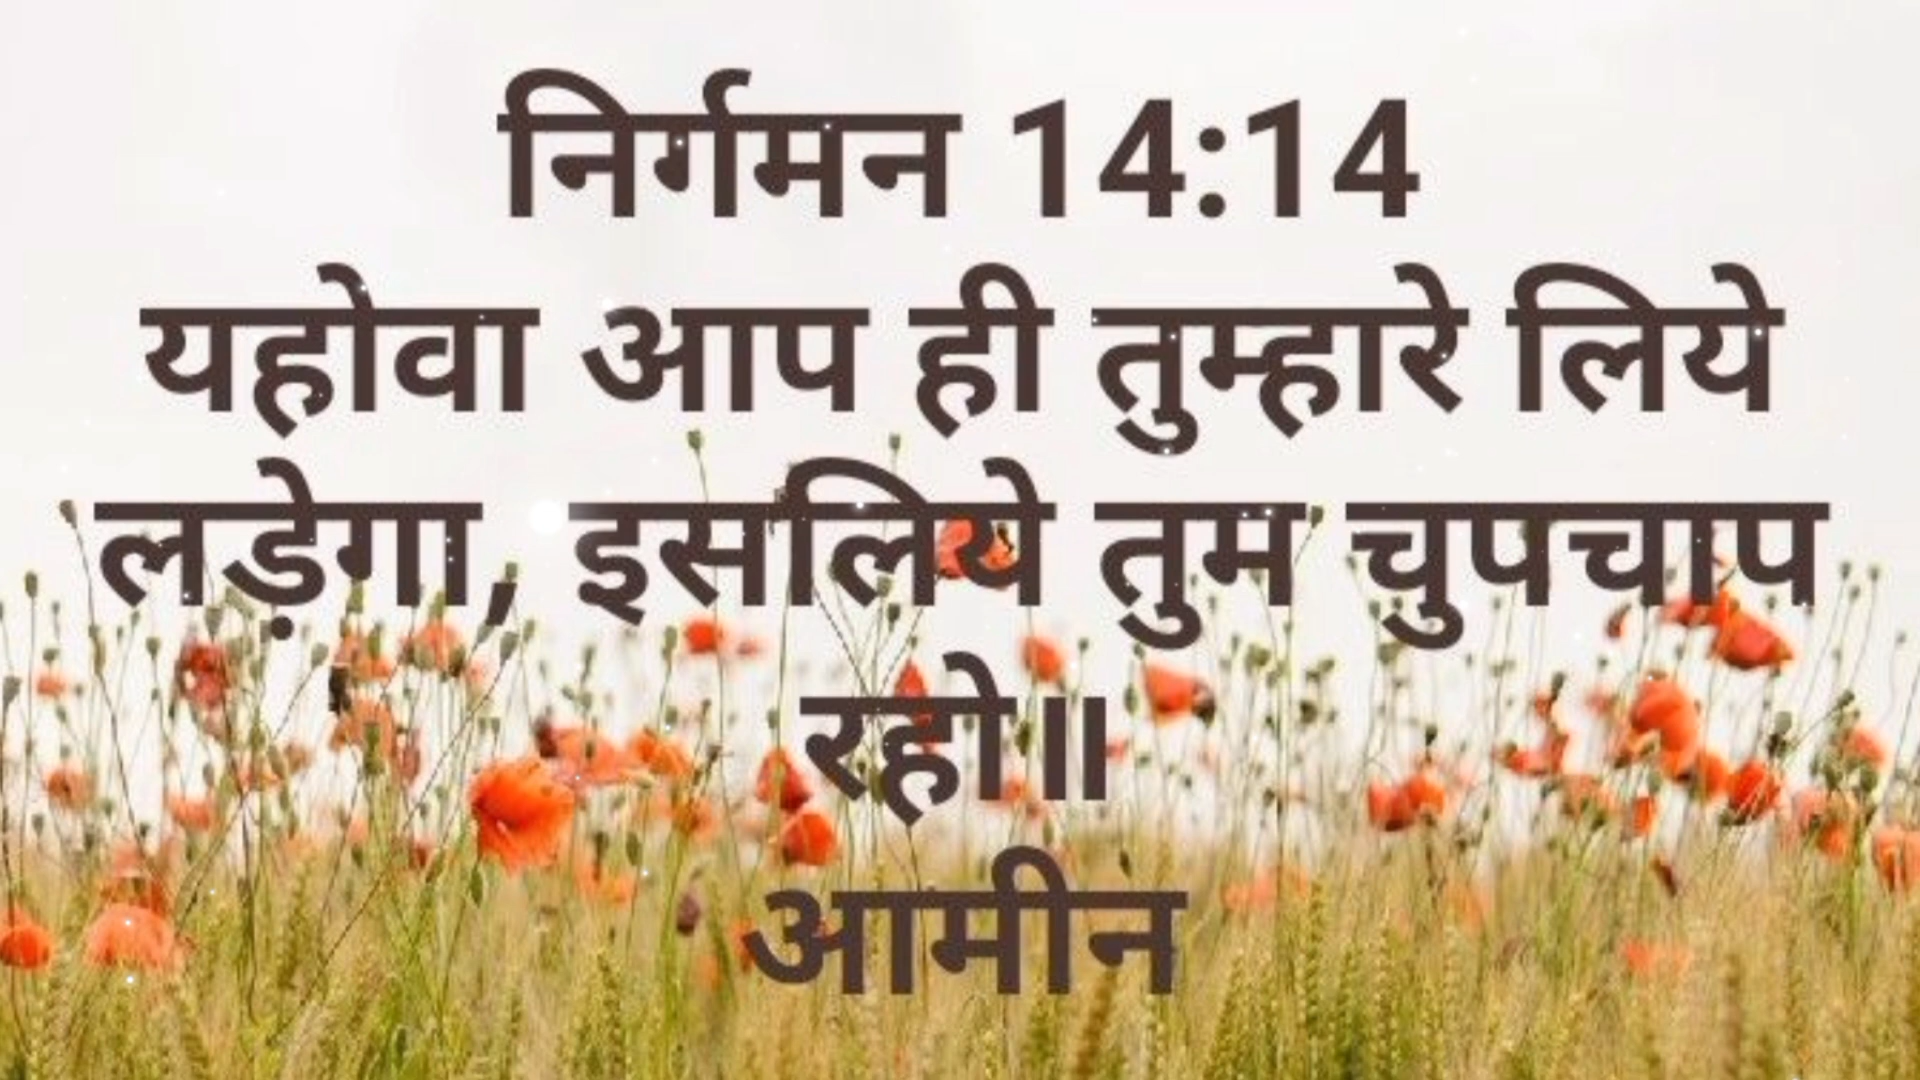 निर्गमन 14:14
यहोवा आप ही तुम्हारे लिये
लड़ेगा, इसलिये तुम चुपचाप
रहो॥
आमीन